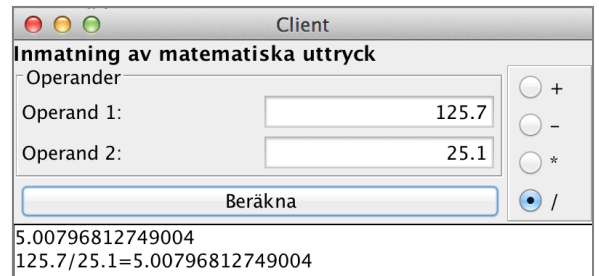 Client
Inmatning av matematiska uttryck
Operander
Operand 1: 125.7
Operand 2: 25.1
+
-
*
/
Beräkna
5.00796812749004
125.7/25.1=5.00796812749004